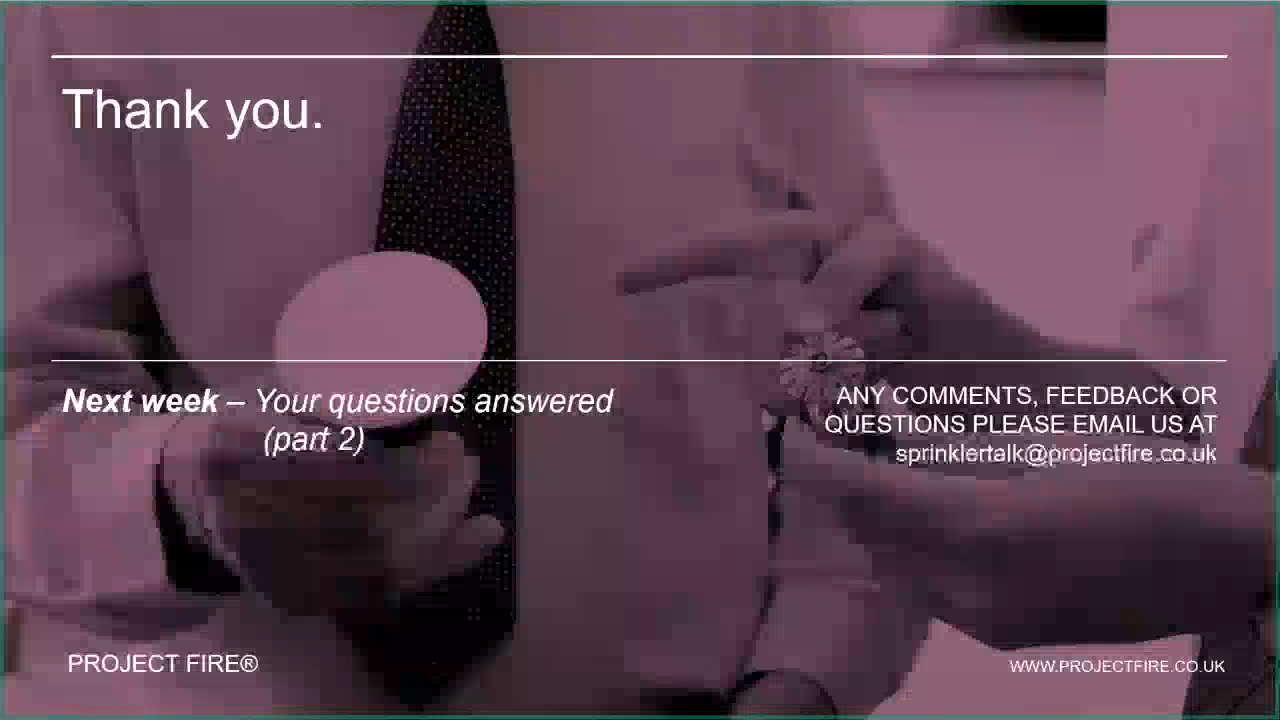 Thank you.
Next week – Your questions answered
(part 2)
ANY COMMENTS, FEEDBACK OR
QUESTIONS PLEASE EMAIL US AT
sprinklertalk@projectfire.co.uk
PROJECT FIRE®
WWW.PROJECTFIRE.CO.UK